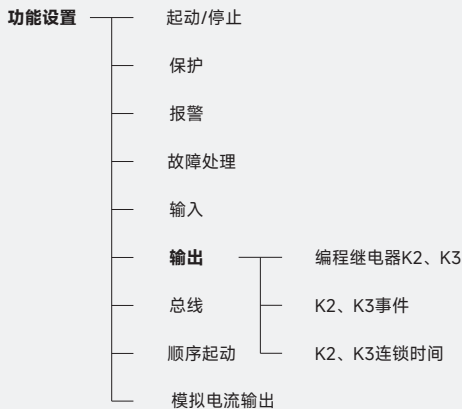 功能设置
起动/停止
保护
报警
故障处理
输入
输出
编程继电器K2、K3
总线
K2、K3事件
顺序起动
K2、K3连锁时间
模拟电流输出